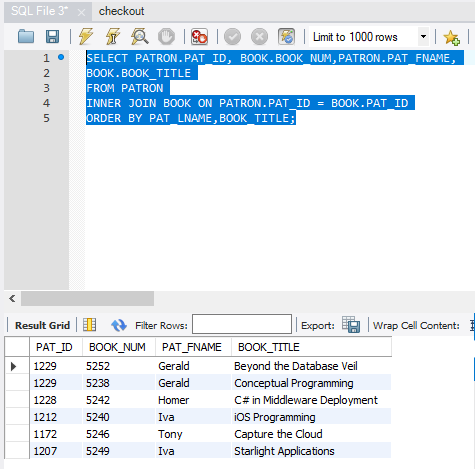 SQL File 3* checkout
Limit to 1000 rows
1 SELECT PATRON.PAT_ID, BOOK.BOOK_NUM,PATRON.PAT_FNAME,
2 BOOK.BOOK_TITLE
3 FROM PATRON
4 INNER JOIN BOOK ON PATRON.PAT_ID = BOOK.PAT_ID
5 ORDER BY PAT_LNAME,BOOK_TITLE;
Result Grid Filter Rows: Export: Wrap Cell Content:
PAT_ID BOOK_NUM PAT_FNAME BOOK_TITLE
1229 5252 Gerald Beyond the Database Veil
1229 5238 Gerald Conceptual Programming
1228 5242 Homer C# in Middleware Deployment
1212 5240 Iva iOS Programming
1172 5246 Tony Capture the Cloud
1207 5249 Iva Starlight Applications